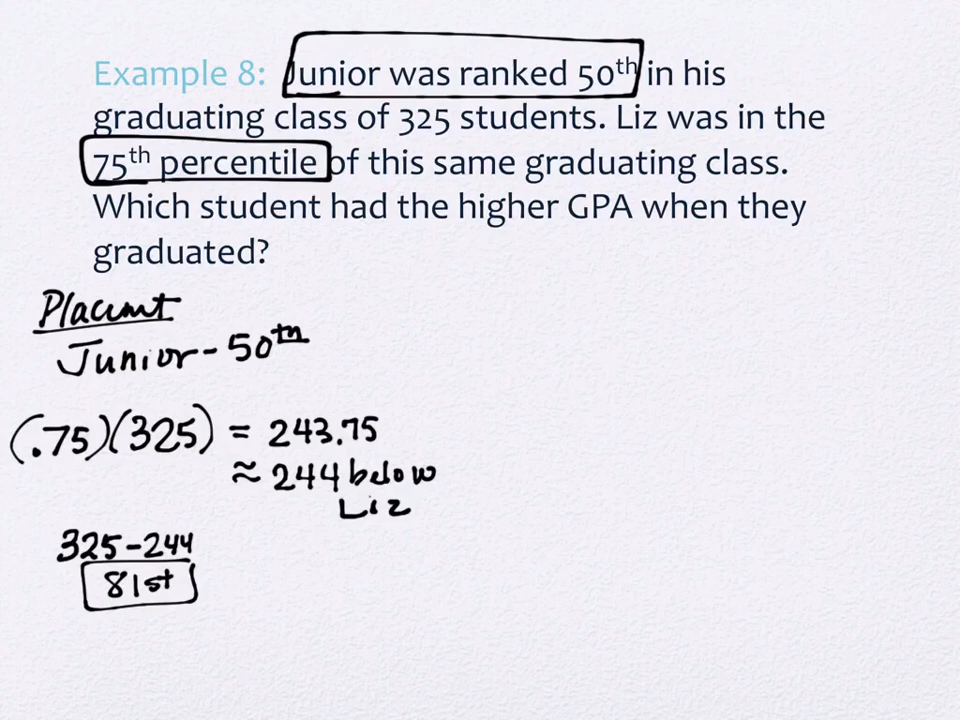 Example 8: Junior was ranked 50th in his
graduating class of 325 students. Liz was in the
75th percentile of this same graduating class.
Which student had the higher GPA when they
graduated?
Placemt
Junior - 50th
(.75)(325) = 243.75
≈ 244 below
Liz
325-244
81st